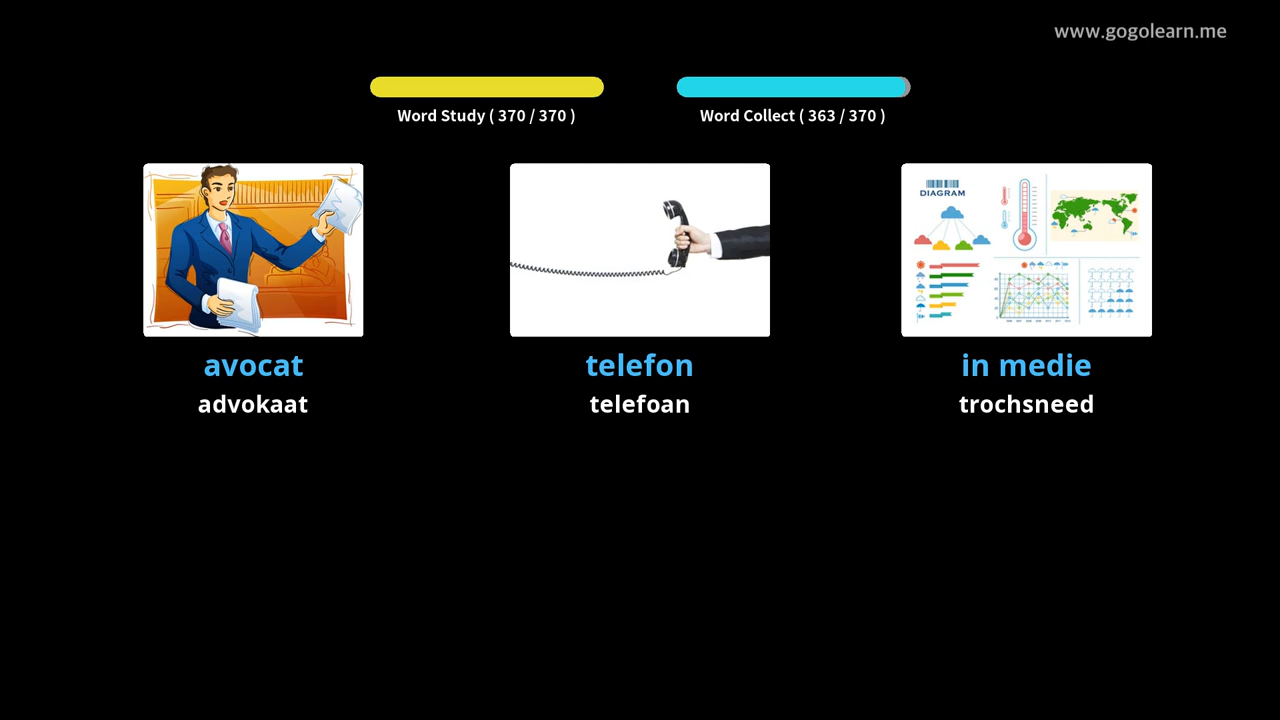 www.gogolearn.me
Word Study ( 370 / 370 )
Word Collect ( 363 / 370 )
DIAGRAM
avocat
telefon
in medie
advokaat
telefoan
trochsneed